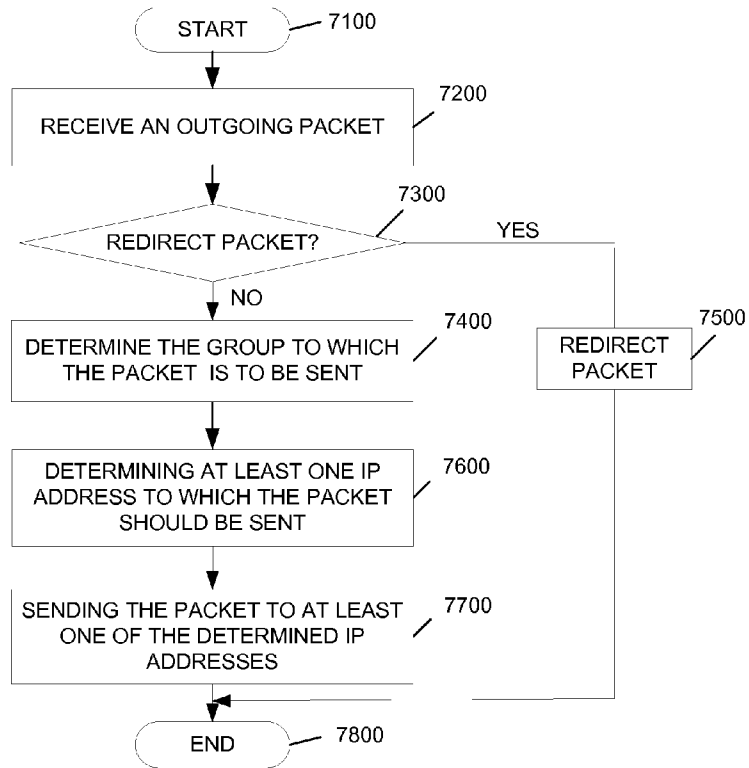 START
7100
7200
RECEIVE AN OUTGOING PACKET
7300
REDIRECT PACKET?
YES
NO
7400
DETERMINE THE GROUP TO WHICH
THE PACKET IS TO BE SENT
7500
REDIRECT
PACKET
7600
DETERMINING AT LEAST ONE IP
ADDRESS TO WHICH THE PACKET
SHOULD BE SENT
7700
SENDING THE PACKET TO AT LEAST
ONE OF THE DETERMINED IP
ADDRESSES
END
7800